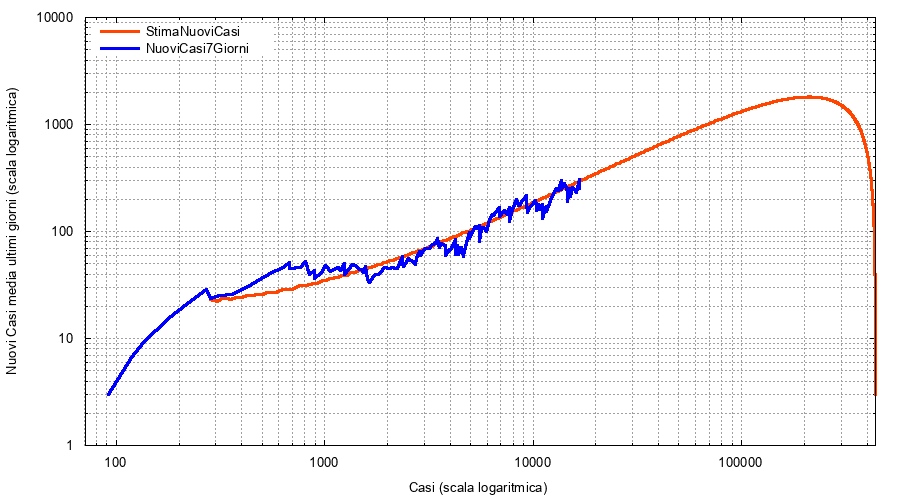 StimaNuoviCasi
NuoviCasi7Giorni
10000
1000
100
10
1
Nuovi Casi media ultimi giorni (scala logaritmica)
100
1000
10000
100000
Casi (scala logaritmica)